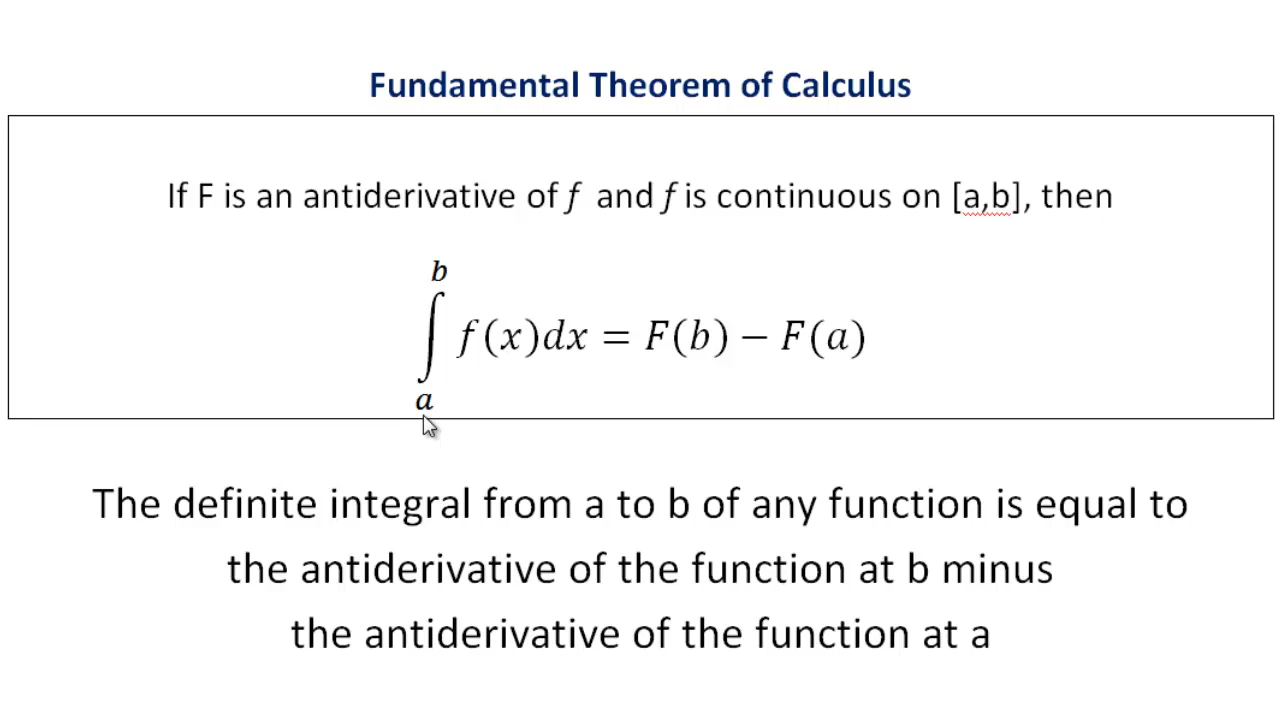 Fundamental Theorem of Calculus
If F is an antiderivative of f and f is continuous on [a,b], then
b
∫ f(x)dx = F(b) − F(a)
a
The definite integral from a to b of any function is equal to
the antiderivative of the function at b minus
the antiderivative of the function at a